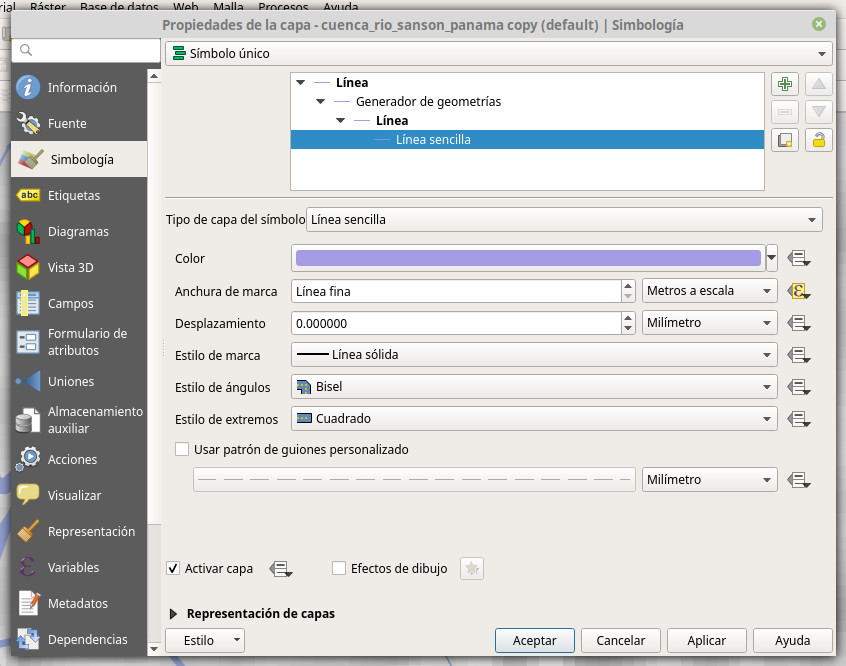 rial Ráster Base de datos Web Malla Procesos Ayuda
Propiedades de la capa - cuenca_rio_sanson_panama copy (default) | Simbología
Símbolo único
Información
Fuente
Simbología
abc Etiquetas
Diagramas
Vista 3D
Campos
Formulario de
atributos
Uniones
Almacenamiento
auxiliar
Acciones
Visualizar
Representación
Variables
Metadatos
Dependencias
Línea
Generador de geometrías
Línea
Línea sencilla
Tipo de capa del símbolo Línea sencilla
Color
Anchura de marca Línea fina Metros a escala
Desplazamiento 0.000000 Milímetro
Estilo de marca Línea sólida
Estilo de ángulos Bisel
Estilo de extremos Cuadrado
Usar patrón de guiones personalizado
Milímetro
Activar capa Efectos de dibujo
Representación de capas
Estilo Aceptar Cancelar Aplicar Ayuda